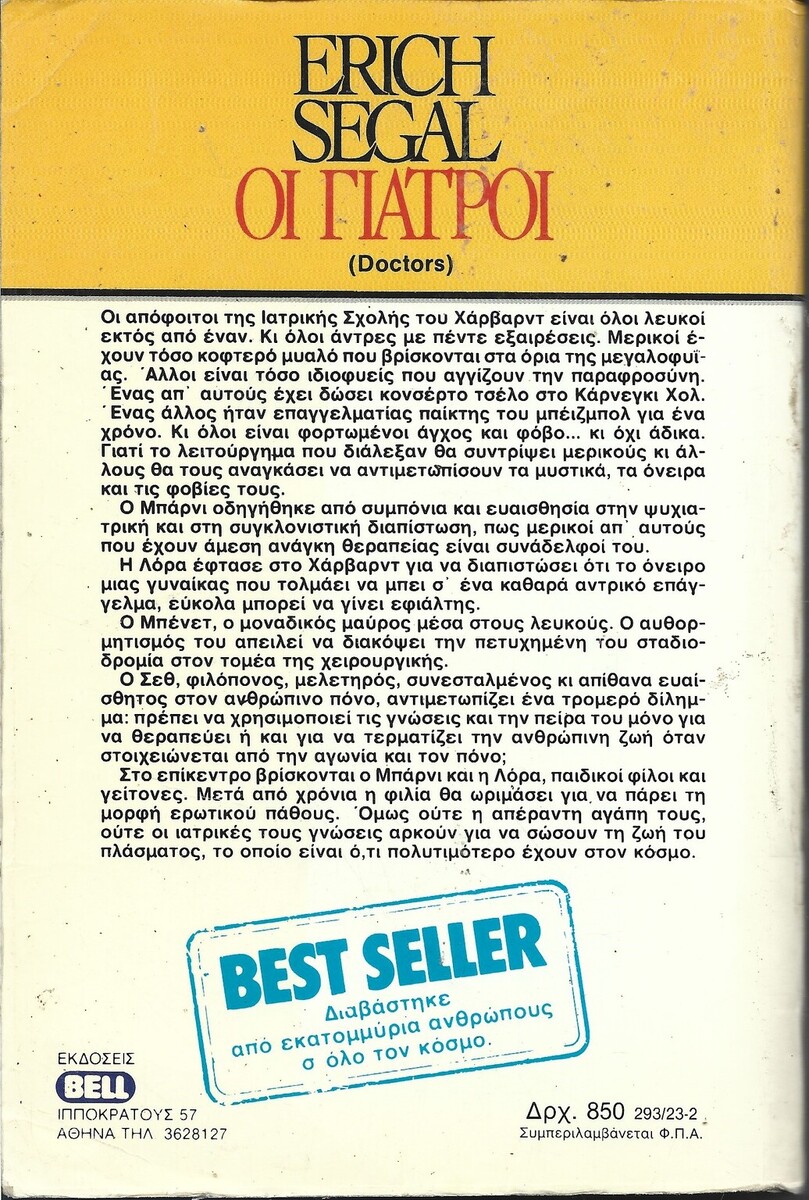 ERICH
SEGAL
ΟΙ ΓΙΑΤΡΟΙ
(Doctors)
Οι απόφοιτοι της Ιατρικής Σχολής του Χάρβαρντ είναι όλοι λευκοί
εκτός από έναν. Κι όλοι άντρες με πέντε εξαιρέσεις. Μερικοί έ-
χουν τόσο κοφτερό μυαλό που βρίσκονται στα όρια της μεγαλοφυΐ-
ας. Άλλοι είναι τόσο ιδιοφυείς που αγγίζουν την παραφροσύνη.
Ένας απ' αυτούς έχει δώσει κονσέρτο τσέλο στο Κάρνεγκι Χολ.
Ένας άλλος ήταν επαγγελματίας παίκτης του μπέιζμπολ για ένα
χρόνο. Κι όλοι είναι φορτωμένοι άγχος και φόβο... κι όχι άδικα.
Γιατί το λειτούργημα που διάλεξαν θα συντρίψει μερικούς κι άλ-
λους θα τους αναγκάσει να αντιμετωπίσουν τα μυστικά, τα όνειρα
και τις φοβίες τους.
Ο Μπάρνι οδηγήθηκε από συμπόνια και ευαισθησία στην ψυχια-
τρική και στη συγκλονιστική διαπίστωση, πως μερικοί απ' αυτούς
που έχουν άμεση ανάγκη θεραπείας είναι συνάδελφοί του.
Η Λόρα έφτασε στο Χάρβαρντ για να διαπιστώσει ότι το όνειρο
μιας γυναίκας που τολμάει να μπει σ' ένα καθαρά αντρικό επάγ-
γελμα, εύκολα μπορεί να γίνει εφιάλτης.
Ο Μπένετ, ο μοναδικός μαύρος μέσα στους λευκούς. Ο αυθορ-
μητισμός του απειλεί να διακόψει την πετυχημένη του σταδιο-
δρομία στον τομέα της χειρουργικής.
Ο Σεθ, φιλόπονος, μελετηρός, συνεσταλμένος κι απίθανα ευαί-
σθητος στον ανθρώπινο πόνο, αντιμετωπίζει ένα τρομερό δίλημ-
μα: πρέπει να χρησιμοποιεί τις γνώσεις και την πείρα του μόνο για
να θεραπεύει ή και για να τερματίζει την ανθρώπινη ζωή όταν
στοιχειώνεται από την αγωνία και τον πόνο;
Στο επίκεντρο βρίσκονται ο Μπάρνι και η Λόρα, παιδικοί φίλοι και
γείτονες. Μετά από χρόνια η φιλία θα ωριμάσει για να πάρει τη
μορφή ερωτικού πάθους. Όμως ούτε η απέραντη αγάπη τους,
ούτε οι ιατρικές τους γνώσεις αρκούν για να σώσουν τη ζωή του
πλάσματος, το οποίο είναι ό,τι πολυτιμότερο έχουν στον κόσμο.
BEST SELLER
Διαβάστηκε
από εκατομμύρια ανθρώπους
σ όλο τον κόσμο.
ΕΚΔΟΣΕΙΣ
BELL
ΙΠΠΟΚΡΑΤΟΥΣ 57
ΑΘΗΝΑ ΤΗΛ 3628127
Δρχ. 850 293/23-2
Συμπεριλαμβάνεται Φ.Π.Α.